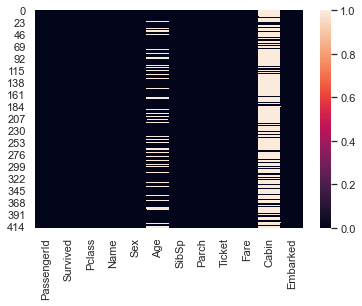 0
23
46
69
92
115
138
161
184
207
230
253
276
299
322
345
368
391
414
1.0
0.8
0.6
0.4
0.2
0.0
PassengerId
Survived
Pclass
Name
Sex
Age
SibSp
Parch
Ticket
Fare
Cabin
Embarked